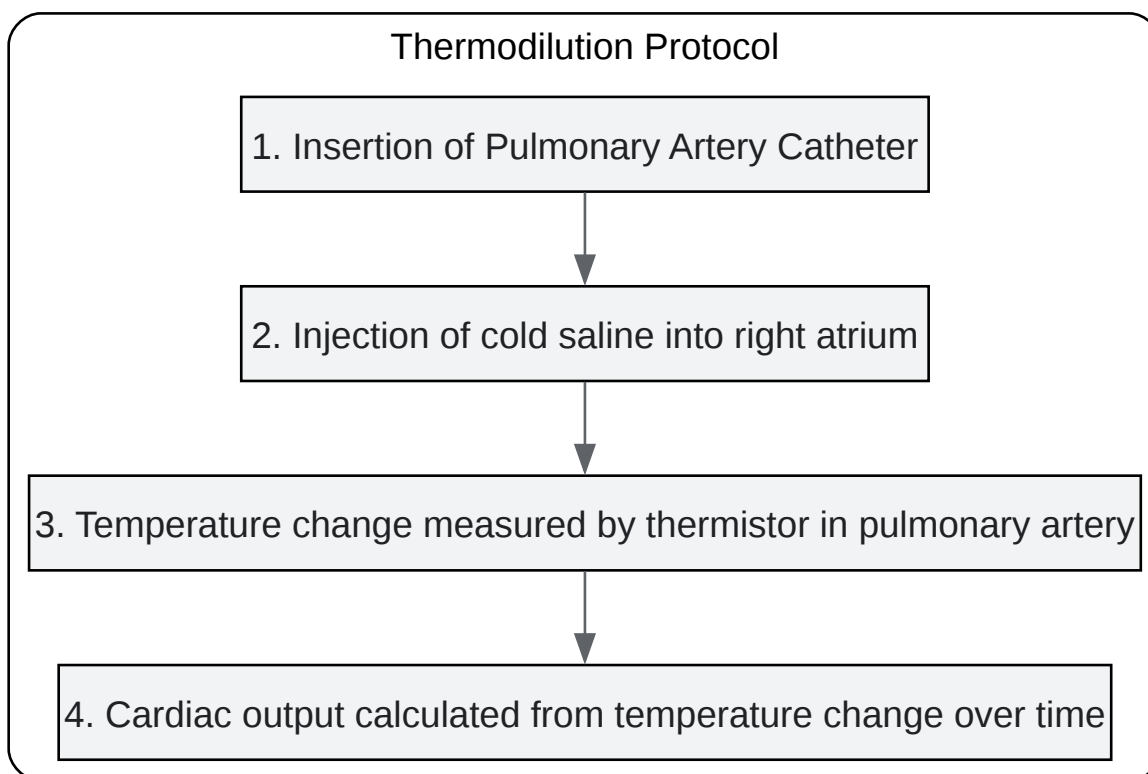 Thermodilution Protocol
1. Insertion of Pulmonary Artery Catheter
2. Injection of cold saline into right atrium
3. Temperature change measured by thermistor in pulmonary artery
4. Cardiac output calculated from temperature change over time